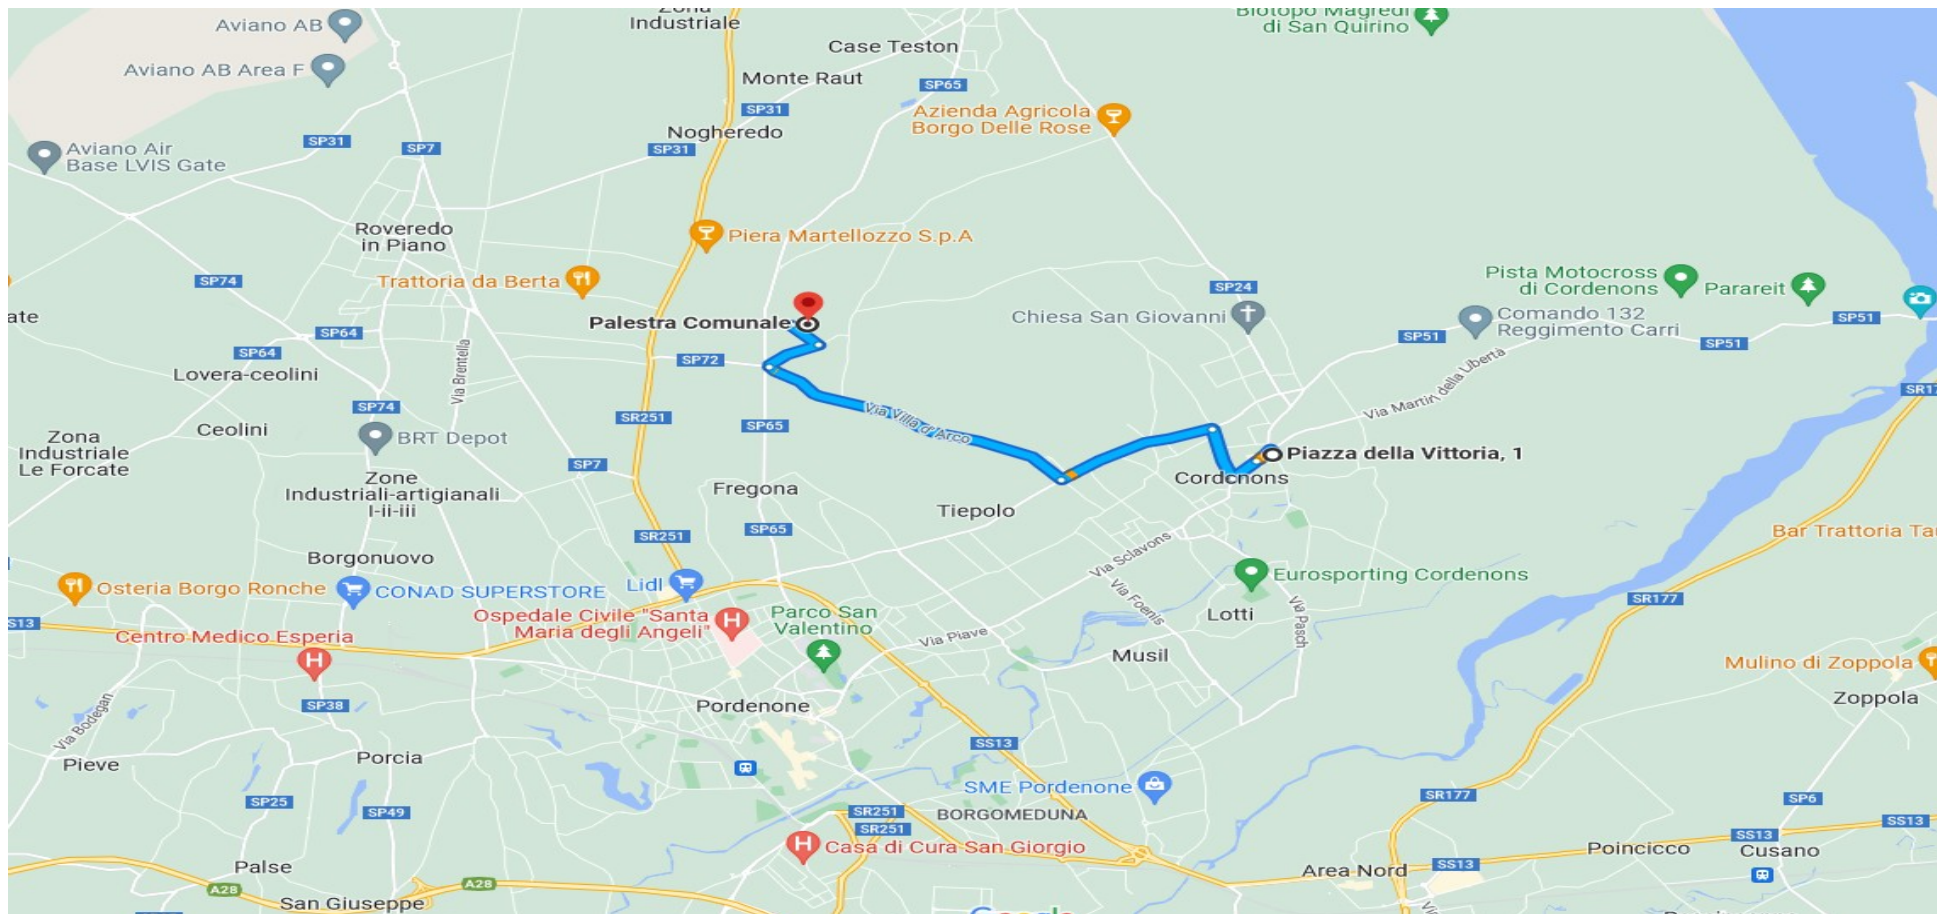 Zona
Industriale
Biotopo Magredi
di San Quirino
Aviano AB
Case Teston
Aviano AB Area F
Monte Raut
SP65
SP31
Azienda Agricola
Borgo Delle Rose
Nogheredo
SP31
SP7
SP31
Aviano Air
Base LVIS Gate
Roveredo
in Piano
Piera Martellozzo S.p.A
SP74
Trattoria da Berta
Pista Motocross
di Cordenons
Parareit
SP24
Chiesa San Giovanni
Comando 132
Reggimento Carri
SP51
ate
Palestra Comunale
SP64
SP51
SP51
SP64
SP72
Via Brentella
Lovera-ceolini
Via Martiri della Libertà
SR17
SP74
SR251
Via Villa d'Arco
SP65
Ceolini
BRT Depot
Zona
Industriale
Le Forcate
Piazza della Vittoria, 1
SP7
Zone
Industriali-artigianali
I-ii-iii
Cordenons
Fregona
Tiepolo
SP65
SR251
Bar Trattoria Tau
Via Sclavons
Borgonuovo
Osteria Borgo Ronche
CONAD SUPERSTORE
Lidl
Eurosporting Cordenons
Via Foenis
SR177
Ospedale Civile "Santa
Maria degli Angeli"
Parco San
Valentino
Lotti
Via Pasch
S13
Centro Medico Esperia
Via Piave
Musil
Mulino di Zoppola
Zoppola
SP38
Pordenone
Via Bodegan
SS13
Porcia
Pieve
SME Pordenone
SR177
SP6
SP25
SP49
SR251
BORGOMEDUNA
SR251
SS13
SS13
Casa di Cura San Giorgio
Poincicco
Cusano
Palse
Area Nord
SS13
A28
A28
San Giuseppe
Google